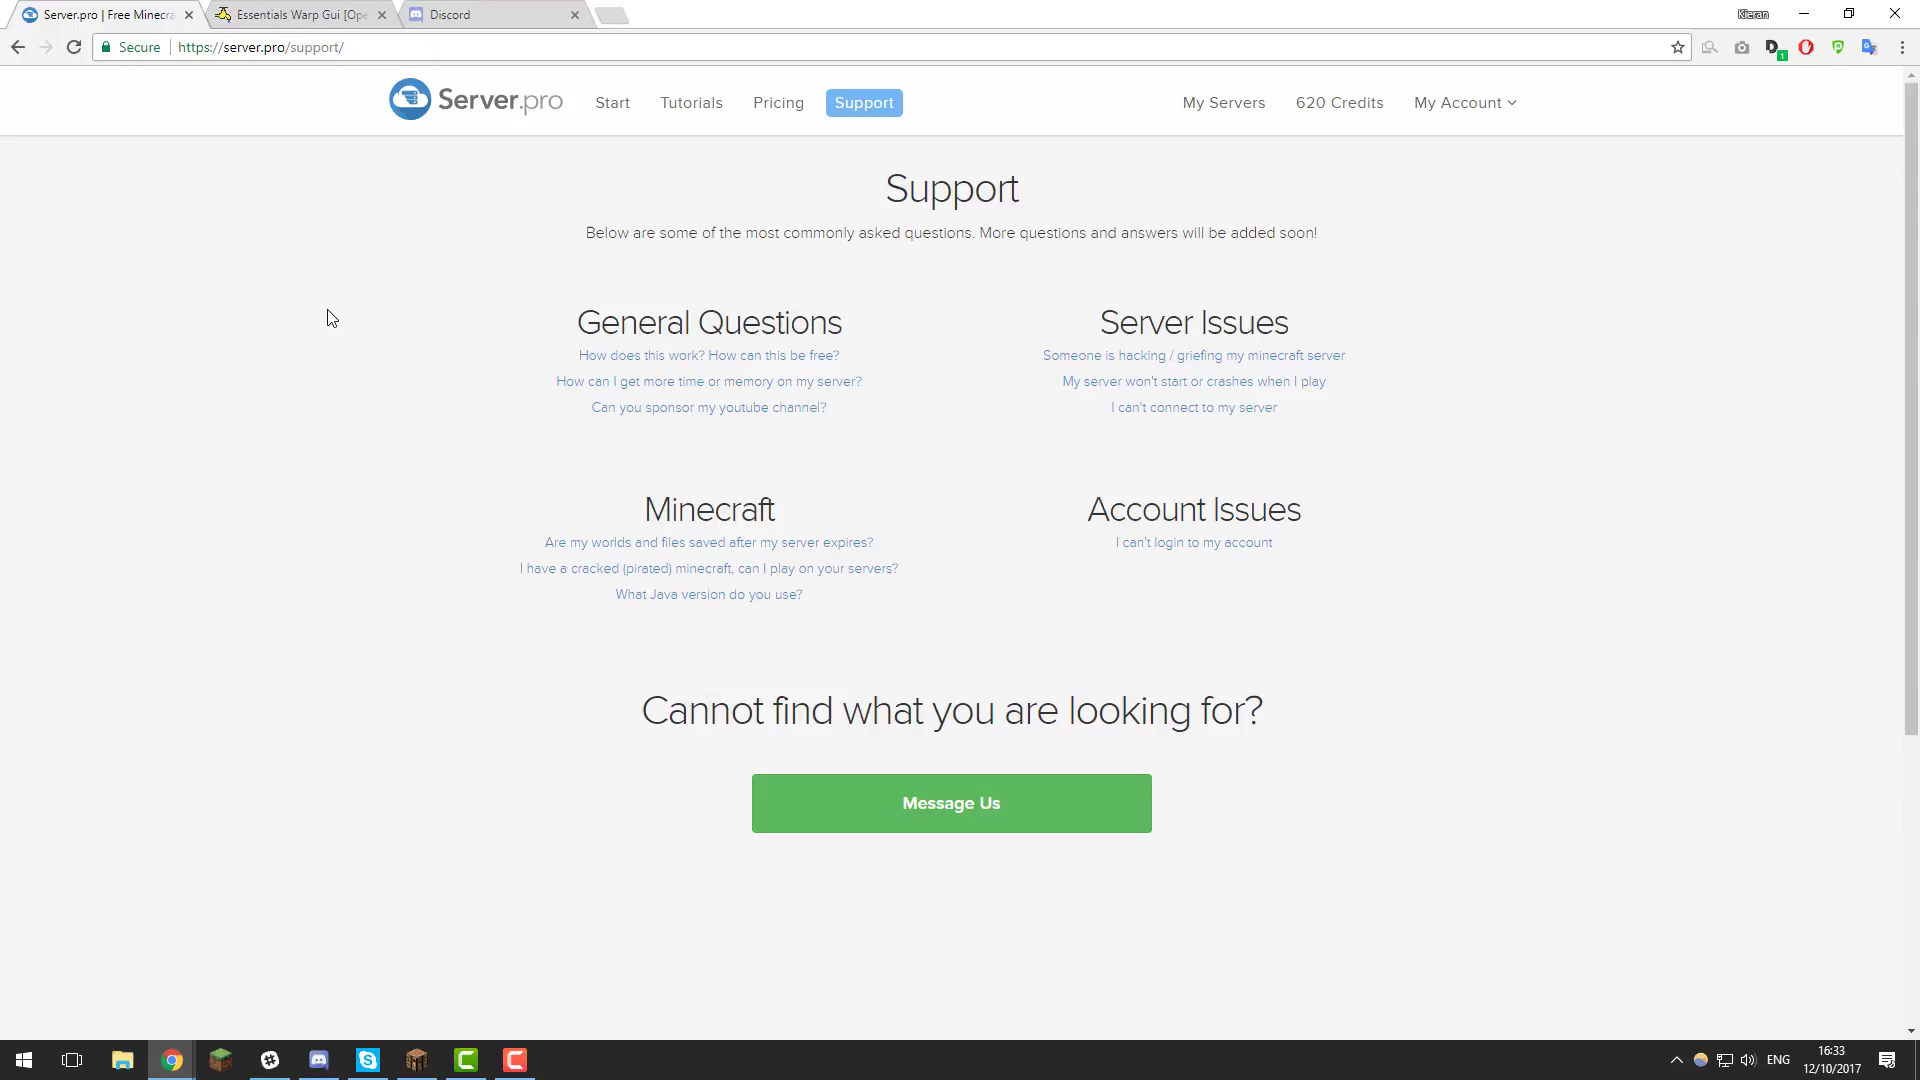 Server.pro | Free Minecra
Essentials Warp Gui [Ope
Discord
Kieran
Secure
https://server.pro/support/
1
Server.pro
Start
Tutorials
Pricing
Support
My Servers
620 Credits
My Account
Support
Below are some of the most commonly asked questions. More questions and answers will be added soon!
General Questions
How does this work? How can this be free?
How can I get more time or memory on my server?
Can you sponsor my youtube channel?
Server Issues
Someone is hacking / griefing my minecraft server
My server won't start or crashes when I play
I can't connect to my server
Minecraft
Are my worlds and files saved after my server expires?
I have a cracked (pirated) minecraft, can I play on your servers?
What Java version do you use?
Account Issues
I can't login to my account
Cannot find what you are looking for?
Message Us
ENG
16:33
12/10/2017